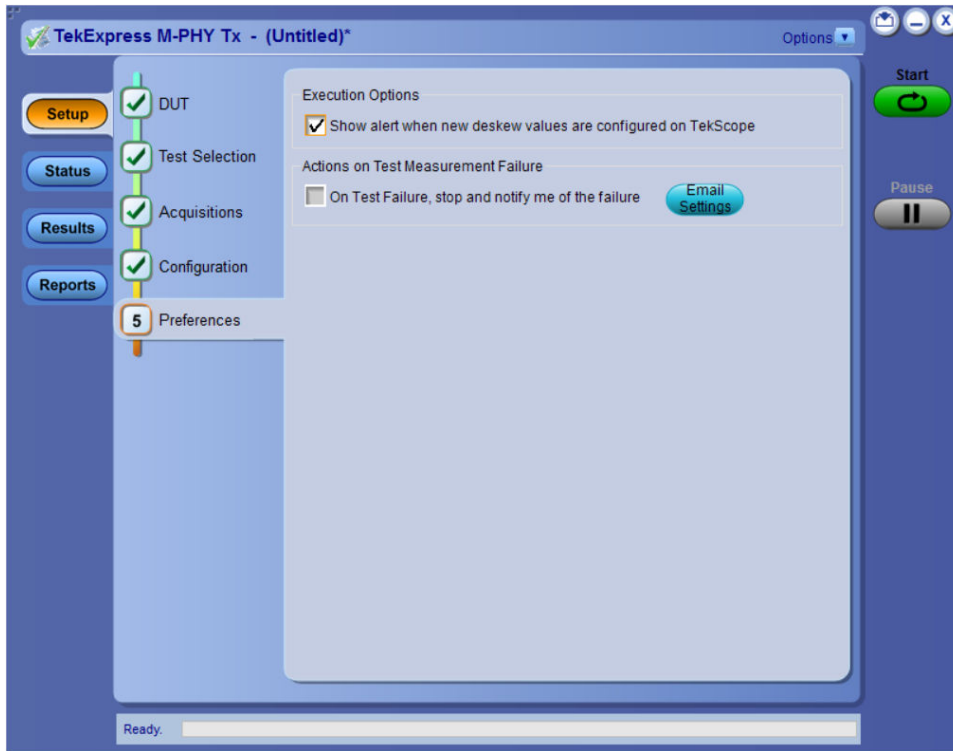 TekExpress M-PHY Tx - (Untitled)*
Options
Start
Pause
Setup
Status
Results
Reports
DUT
Test Selection
Acquisitions
Configuration
5 Preferences
Execution Options
Show alert when new deskew values are configured on TekScope
Actions on Test Measurement Failure
On Test Failure, stop and notify me of the failure
Email
Settings
Ready.